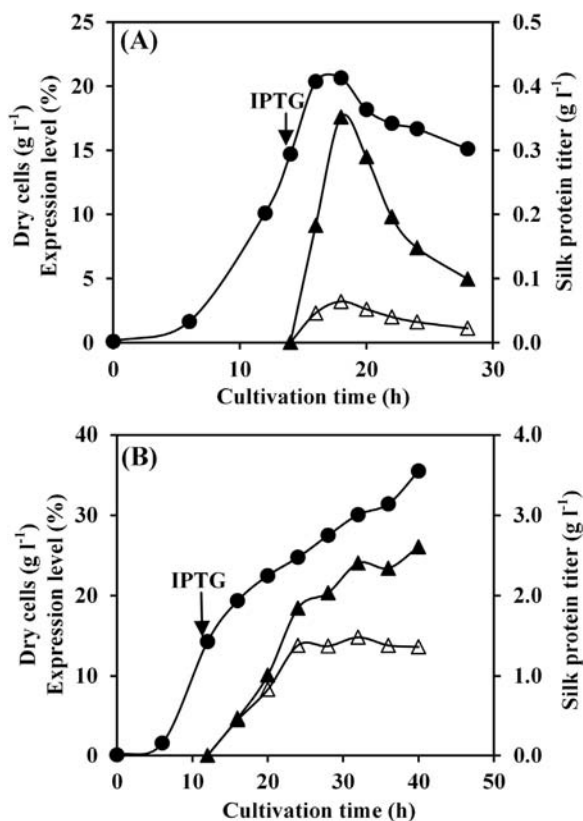 (A)
Dry cells (g l⁻¹)
Expression level (%)
25
20
15
10
5
0
IPTG
0.5
0.4
0.3
0.2
0.1
0.0
Silk protein titer (g l⁻¹)
0 10 20 30
Cultivation time (h)
(B)
Dry cells (g l⁻¹)
Expression level (%)
40
30
20
10
0
IPTG
4.0
3.0
2.0
1.0
0.0
Silk protein titer (g l⁻¹)
0 10 20 30 40 50
Cultivation time (h)